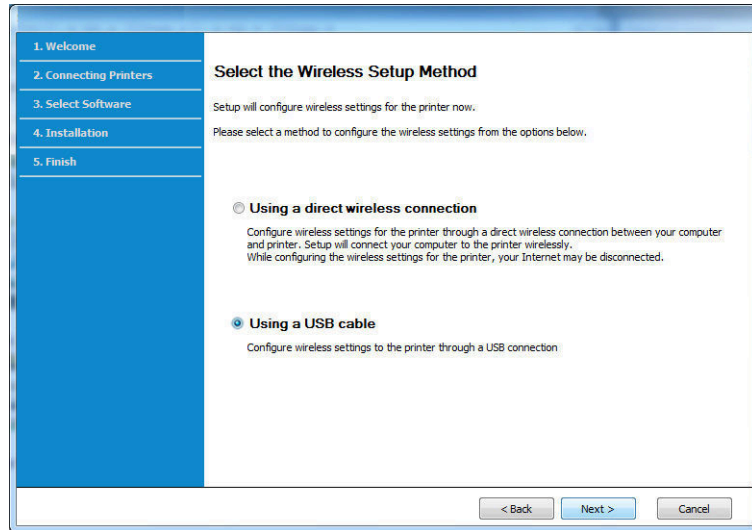 1. Welcome
2. Connecting Printers
3. Select Software
4. Installation
5. Finish
Select the Wireless Setup Method
Setup will configure wireless settings for the printer now.
Please select a method to configure the wireless settings from the options below.
Using a direct wireless connection
Configure wireless settings for the printer through a direct wireless connection between your computer
and printer. Setup will connect your computer to the printer wirelessly.
While configuring the wireless settings for the printer, your Internet may be disconnected.
Using a USB cable
Configure wireless settings to the printer through a USB connection
< Back
Next >
Cancel